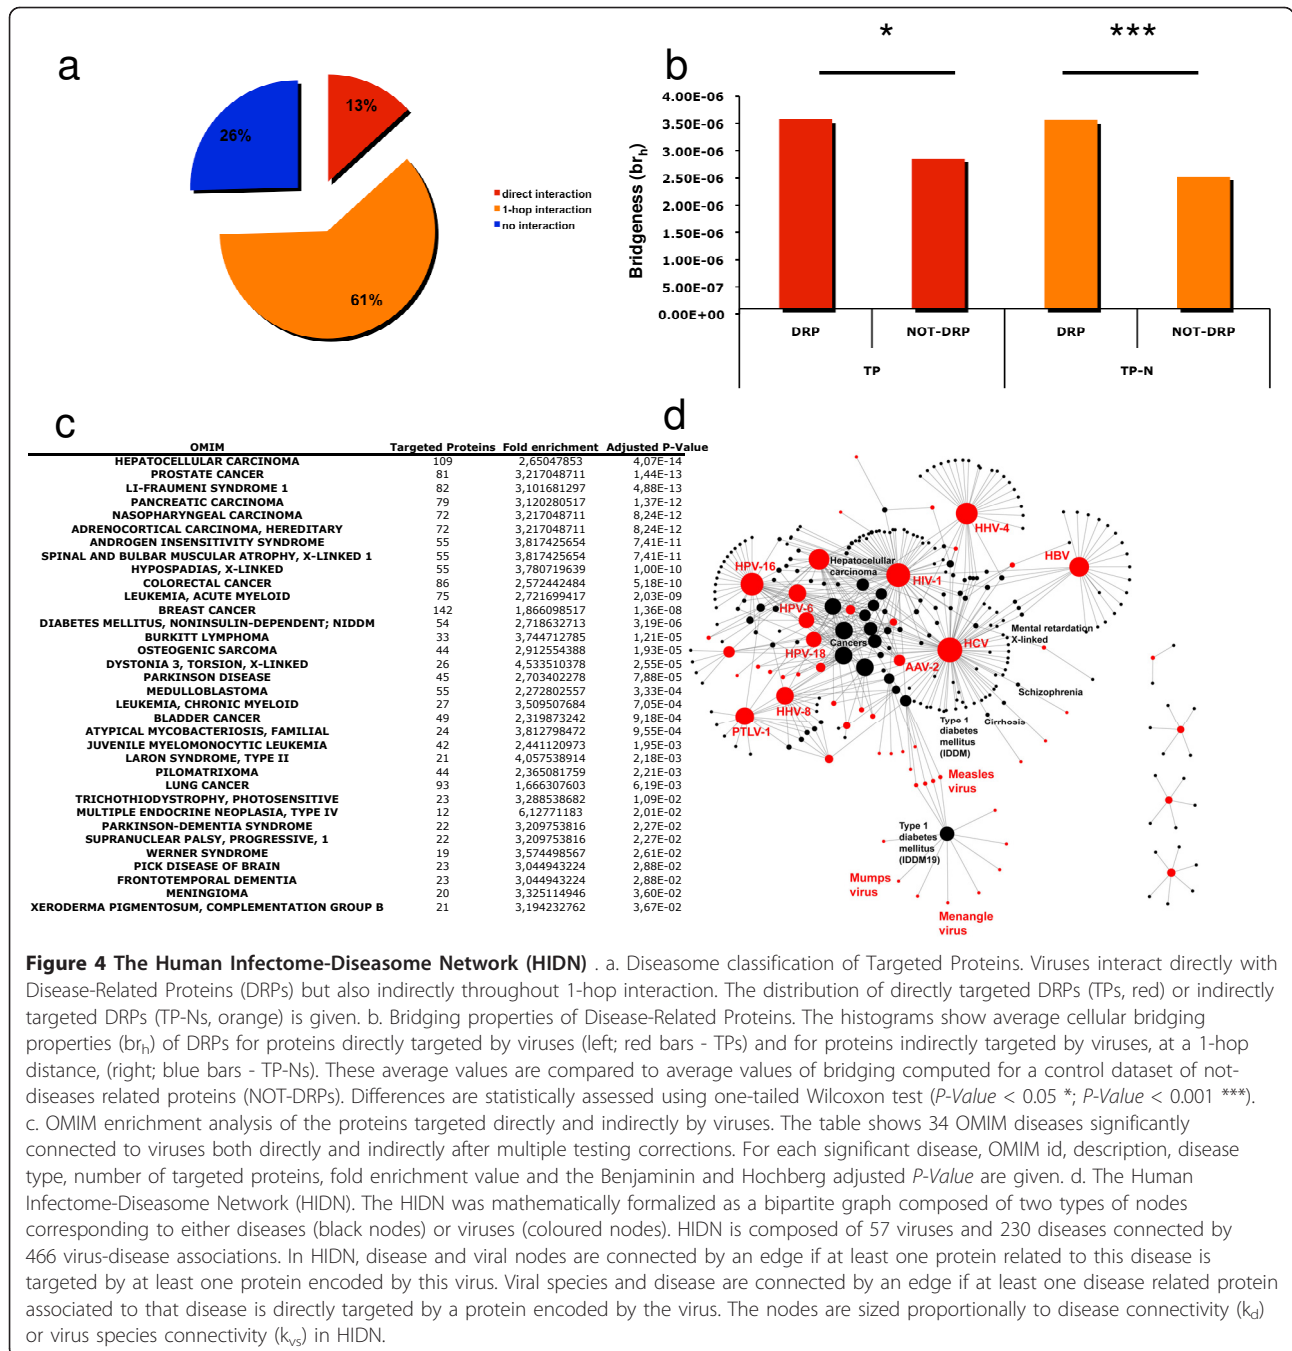 a
13%
26%
61%
direct interaction
1-hop interaction
no interaction
b
*
***
Bridgeness (brh)
4.00E-06
3.50E-06
3.00E-06
2.50E-06
2.00E-06
1.50E-06
1.00E-06
5.00E-07
0.00E+00
DRP NOT-DRP DRP NOT-DRP
TP TP-N
c
OMIM Targeted Proteins Fold enrichment Adjusted P-Value
HEPATOCELLULAR CARCINOMA 109 2,65047853 4,07E-14
PROSTATE CANCER 81 3,217048711 1,44E-13
LI-FRAUMENI SYNDROME 1 82 3,101681297 4,88E-13
PANCREATIC CARCINOMA 79 3,120280517 1,37E-12
NASOPHARYNGEAL CARCINOMA 72 3,217048711 8,24E-12
ADRENOCORTICAL CARCINOMA, HEREDITARY 72 3,217048711 8,24E-12
ANDROGEN INSENSITIVITY SYNDROME 55 3,817425654 7,41E-11
SPINAL AND BULBAR MUSCULAR ATROPHY, X-LINKED 1 55 3,817425654 7,41E-11
HYPOSPADIAS, X-LINKED 55 3,780719639 1,00E-10
COLORECTAL CANCER 86 2,572442484 5,18E-10
LEUKEMIA, ACUTE MYELOID 75 2,721699417 2,03E-09
BREAST CANCER 142 1,866098517 1,36E-08
DIABETES MELLITUS, NONINSULIN-DEPENDENT; NIDDM 54 2,718632713 3,19E-06
BURKITT LYMPHOMA 33 3,744712785 1,21E-05
OSTEOGENIC SARCOMA 44 2,912554388 1,93E-05
DYSTONIA 3, TORSION, X-LINKED 26 4,533510378 2,55E-05
PARKINSON DISEASE 45 2,703402278 7,88E-05
MEDULLOBLASTOMA 55 2,272802557 3,33E-04
LEUKEMIA, CHRONIC MYELOID 27 3,509507684 7,05E-04
BLADDER CANCER 49 2,319873242 9,18E-04
ATYPICAL MYCOBACTERIOSIS, FAMILIAL 24 3,812798472 9,55E-04
JUVENILE MYELOMONOCYTIC LEUKEMIA 42 2,441120973 1,95E-03
LARON SYNDROME, TYPE II 21 4,057538914 2,18E-03
PILOMATRIXOMA 44 2,365081759 2,21E-03
LUNG CANCER 93 1,666307603 6,19E-03
TRICHOTHIODYSTROPHY, PHOTOSENSITIVE 23 3,288538682 1,09E-02
MULTIPLE ENDOCRINE NEOPLASIA, TYPE IV 12 6,12771183 2,01E-02
PARKINSON-DEMENTIA SYNDROME 22 3,209753816 2,27E-02
SUPRANUCLEAR PALSY, PROGRESSIVE, 1 22 3,209753816 2,27E-02
WERNER SYNDROME 19 3,574498567 2,61E-02
PICK DISEASE OF BRAIN 23 3,044943224 2,88E-02
FRONTOTEMPORAL DEMENTIA 23 3,044943224 2,88E-02
MENINGIOMA 20 3,325114946 3,60E-02
XERODERMA PIGMENTOSUM, COMPLEMENTATION GROUP B 21 3,194232762 3,67E-02
d
HHV-4
HBV
Hepatocellular
carcinoma
HPV-16
HIV-1
HPV-6
Cancers
HPV-18
HCV
AAV-2
Mental retardation
X-linked
Schizophrenia
HHV-8
PTLV-1
Type 1
diabetes
mellitus
(IDDM)
Cirrhosis
Measles
virus
Type 1
diabetes
mellitus
(IDDM19)
Mumps
virus
Menangle
virus
Figure 4 The Human Infectome-Diseasome Network (HIDN) . a. Diseasome classification of Targeted Proteins. Viruses interact directly with
Disease-Related Proteins (DRPs) but also indirectly throughout 1-hop interaction. The distribution of directly targeted DRPs (TPs, red) or indirectly
targeted DRPs (TP-Ns, orange) is given. b. Bridging properties of Disease-Related Proteins. The histograms show average cellular bridging
properties (brh) of DRPs for proteins directly targeted by viruses (left; red bars - TPs) and for proteins indirectly targeted by viruses, at a 1-hop
distance, (right; blue bars - TP-Ns). These average values are compared to average values of bridging computed for a control dataset of not-
diseases related proteins (NOT-DRPs). Differences are statistically assessed using one-tailed Wilcoxon test (P-Value < 0.05 *; P-Value < 0.001 ***).
c. OMIM enrichment analysis of the proteins targeted directly and indirectly by viruses. The table shows 34 OMIM diseases significantly
connected to viruses both directly and indirectly after multiple testing corrections. For each significant disease, OMIM id, description, disease
type, number of targeted proteins, fold enrichment value and the Benjaminin and Hochberg adjusted P-Value are given. d. The Human
Infectome-Diseasome Network (HIDN). The HIDN was mathematically formalized as a bipartite graph composed of two types of nodes
corresponding to either diseases (black nodes) or viruses (coloured nodes). HIDN is composed of 57 viruses and 230 diseases connected by
466 virus-disease associations. In HIDN, disease and viral nodes are connected by an edge if at least one protein related to this disease is
targeted by at least one protein encoded by this virus. Viral species and disease are connected by an edge if at least one disease related protein
associated to that disease is directly targeted by a protein encoded by the virus. The nodes are sized proportionally to disease connectivity (kd)
or virus species connectivity (kvs) in HIDN.